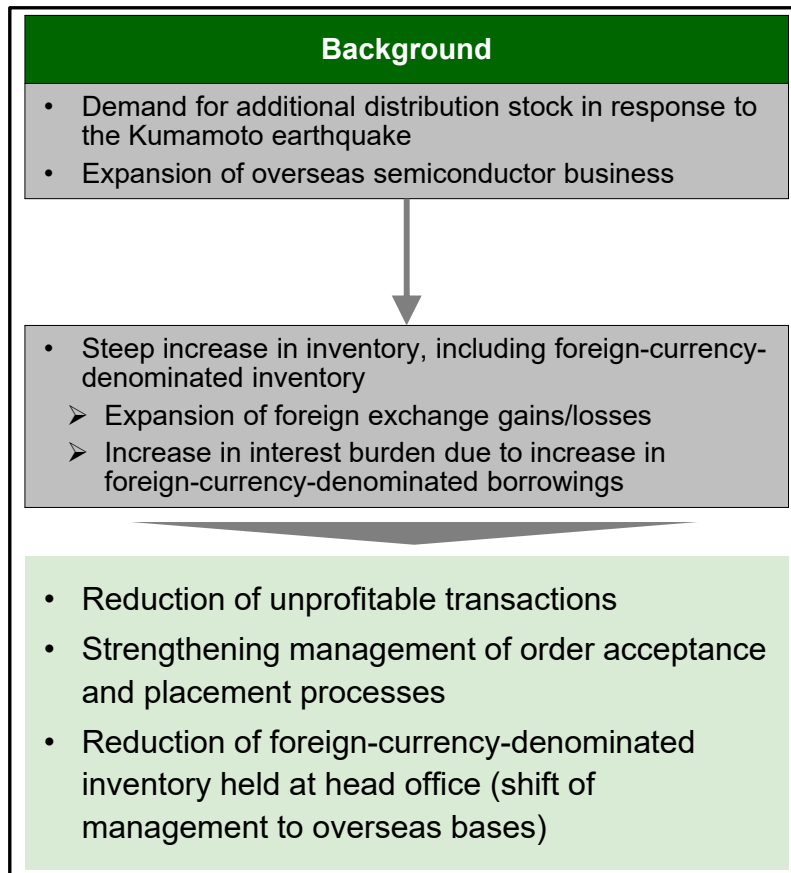 Background
• Demand for additional distribution stock in response to
the Kumamoto earthquake
• Expansion of overseas semiconductor business
• Steep increase in inventory, including foreign-currency-
denominated inventory
➢ Expansion of foreign exchange gains/losses
➢ Increase in interest burden due to increase in
foreign-currency-denominated borrowings
• Reduction of unprofitable transactions
• Strengthening management of order acceptance
and placement processes
• Reduction of foreign-currency-denominated
inventory held at head office (shift of
management to overseas bases)